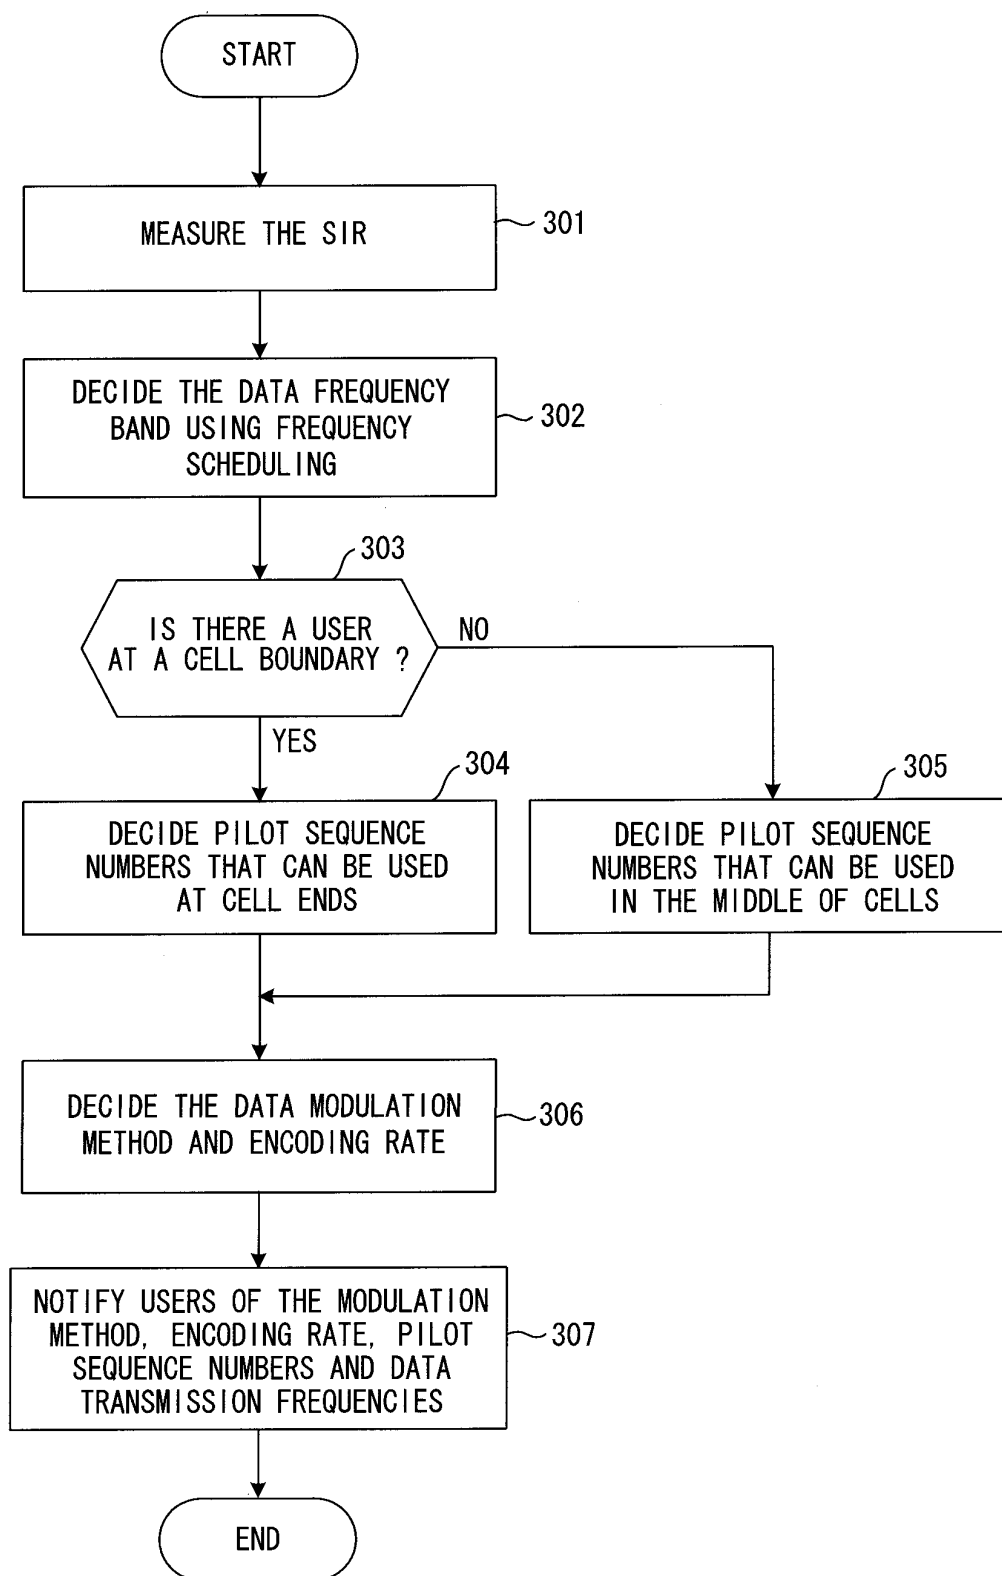 START
MEASURE THE SIR
301
DECIDE THE DATA FREQUENCY
BAND USING FREQUENCY
SCHEDULING
302
303
IS THERE A USER
AT A CELL BOUNDARY ?
NO
YES
304
DECIDE PILOT SEQUENCE
NUMBERS THAT CAN BE USED
AT CELL ENDS
305
DECIDE PILOT SEQUENCE
NUMBERS THAT CAN BE USED
IN THE MIDDLE OF CELLS
DECIDE THE DATA MODULATION
METHOD AND ENCODING RATE
306
NOTIFY USERS OF THE MODULATION
METHOD, ENCODING RATE, PILOT
SEQUENCE NUMBERS AND DATA
TRANSMISSION FREQUENCIES
307
END